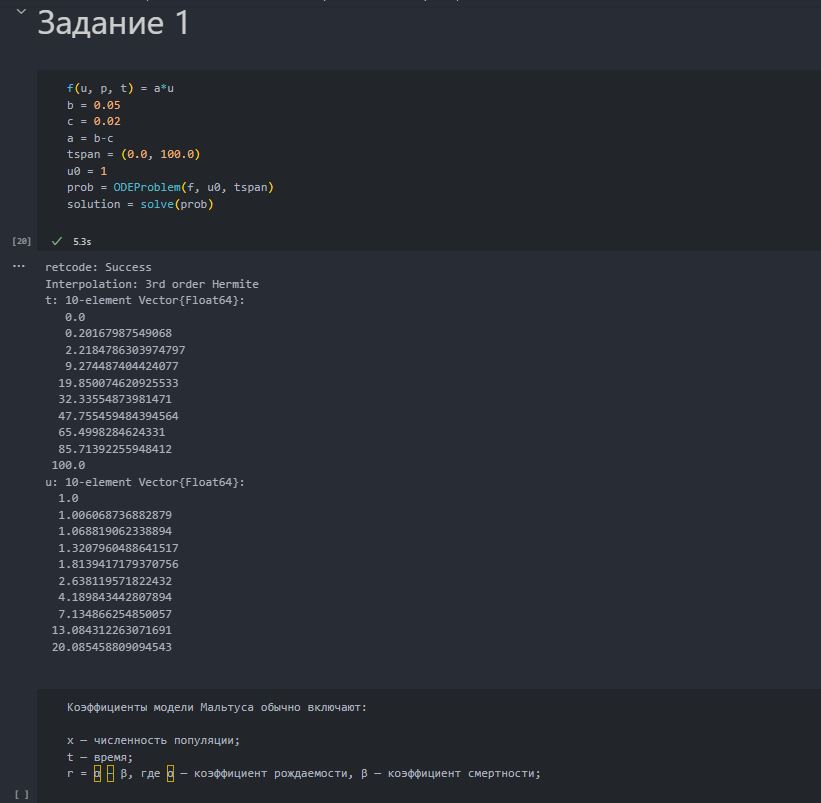 Задание 1
f(u, p, t) = a*u
b = 0.05
c = 0.02
a = b-c
tspan = (0.0, 100.0)
u0 = 1
prob = ODEProblem(f, u0, tspan)
solution = solve(prob)
[20] ✓ 5.3s
... retcode: Success
Interpolation: 3rd order Hermite
t: 10-element Vector{Float64}:
0.0
0.20167987549068
2.2184786303974797
9.274487404424077
19.850074620925533
32.33554873981471
47.755459484394564
65.4998284624331
85.71392255948412
100.0
u: 10-element Vector{Float64}:
1.0
1.006068736882879
1.068819062338894
1.3207960488641517
1.8139417179370756
2.638119571822432
4.189843442807894
7.134866254850057
13.084312263071691
20.085458809094543
Коэффициенты модели Мальтуса обычно включают:
x – численность популяции;
t – время;
r = α – β, где α – коэффициент рождаемости, β – коэффициент смертности;
[ ]